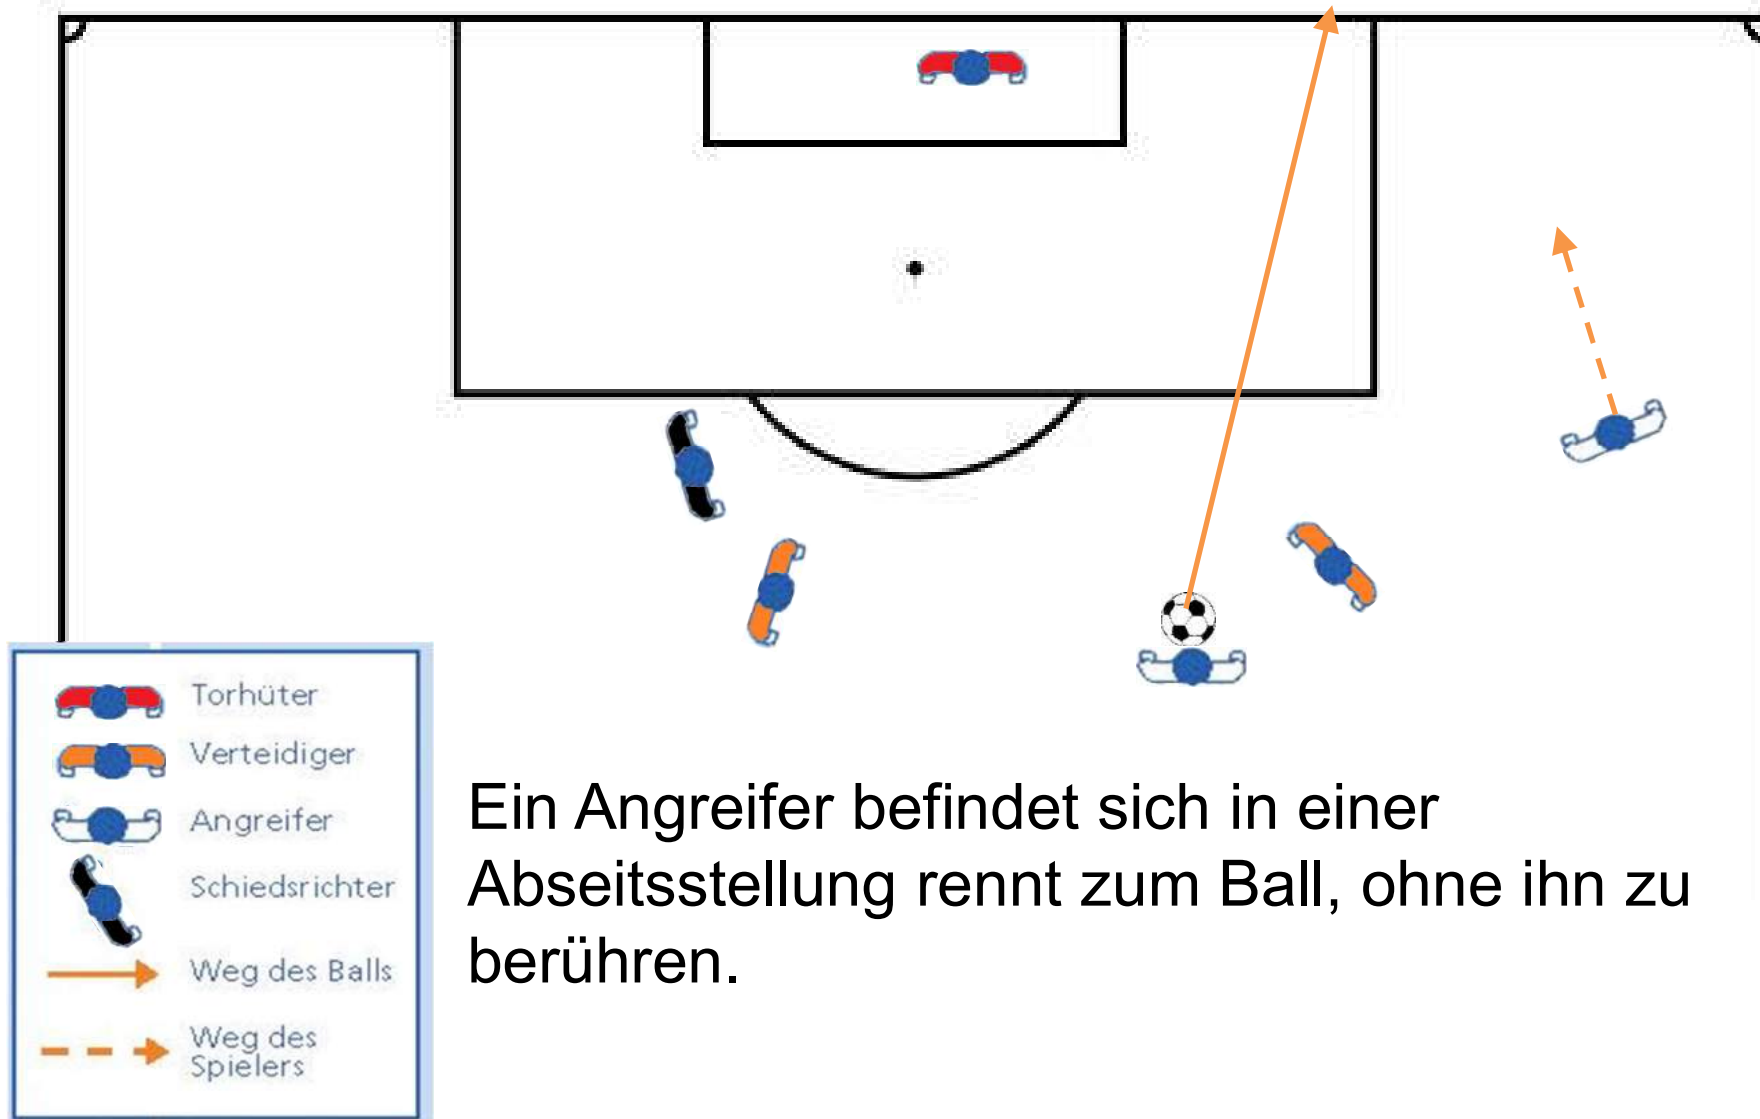 Torhüter
Verteidiger
Angreifer
Schiedsrichter
Weg des Balls
Weg des
Spielers
Ein Angreifer befindet sich in einer
Abseitsstellung rennt zum Ball, ohne ihn zu
berühren.